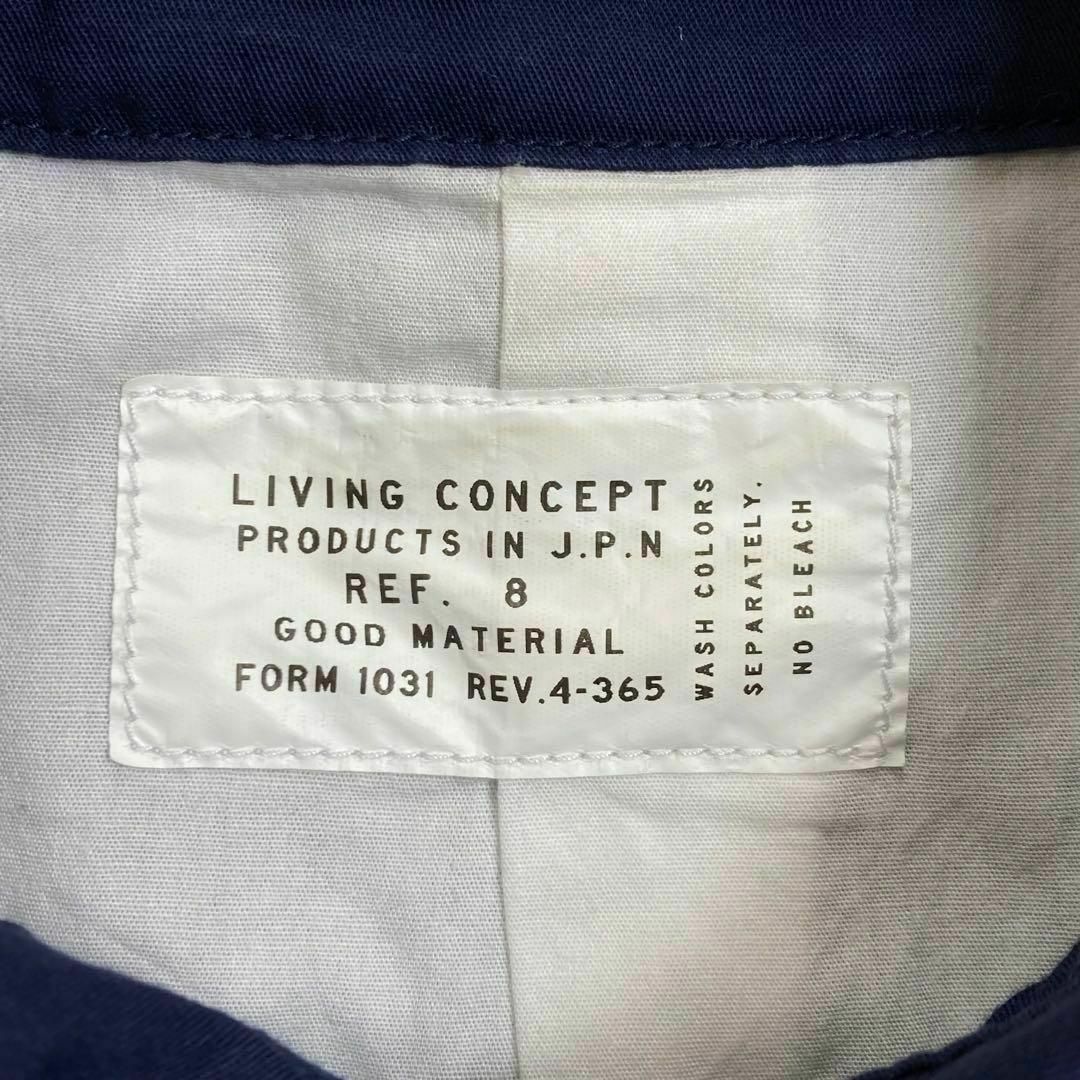 LIVING CONCEPT
PRODUCTS IN J.P.N
REF. 8
GOOD MATERIAL
FORM 1031 REV.4-365
WASH COLORS
SEPARATELY.
NO BLEACH